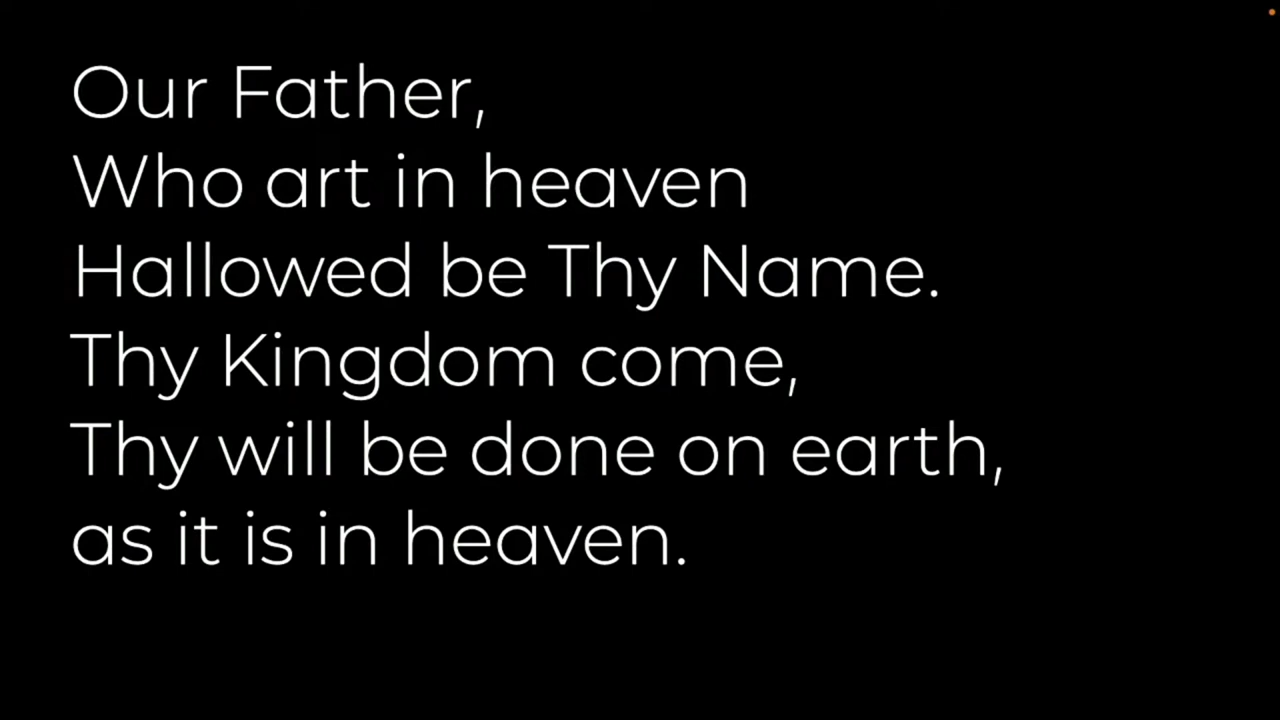 Our Father,
Who art in heaven
Hallowed be Thy Name.
Thy Kingdom come,
Thy will be done on earth,
as it is in heaven.